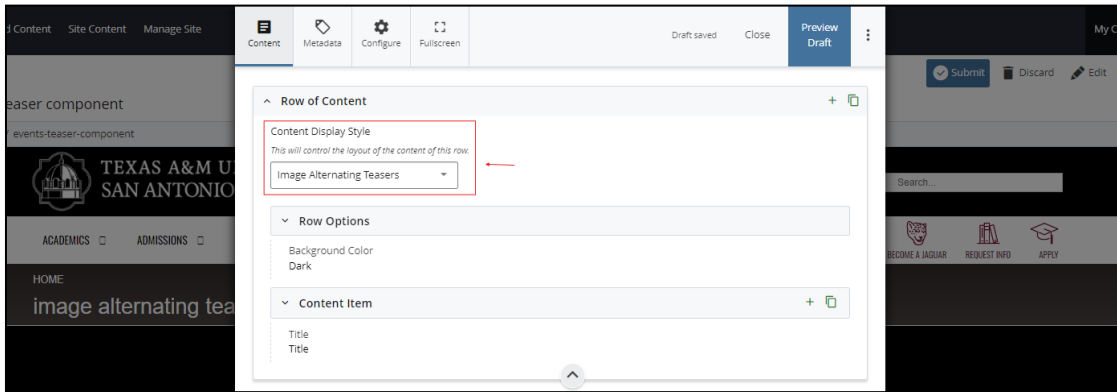 d Content Site Content Manage Site
Content Metadata Configure Fullscreen
Draft saved Close Preview Draft
My C
Submit Discard Edit
easer component
events-teaser-component
Row of Content
Content Display Style
This will control the layout of the content of this row.
Image Alternating Teasers
TEXAS A&M U
SAN ANTONIO
Search...
Row Options
Background Color
Dark
ACADEMICS ADMISSIONS
BECOME A JAGUAR REQUEST INFO APPLY
HOME
image alternating tea
Content Item
Title
Title